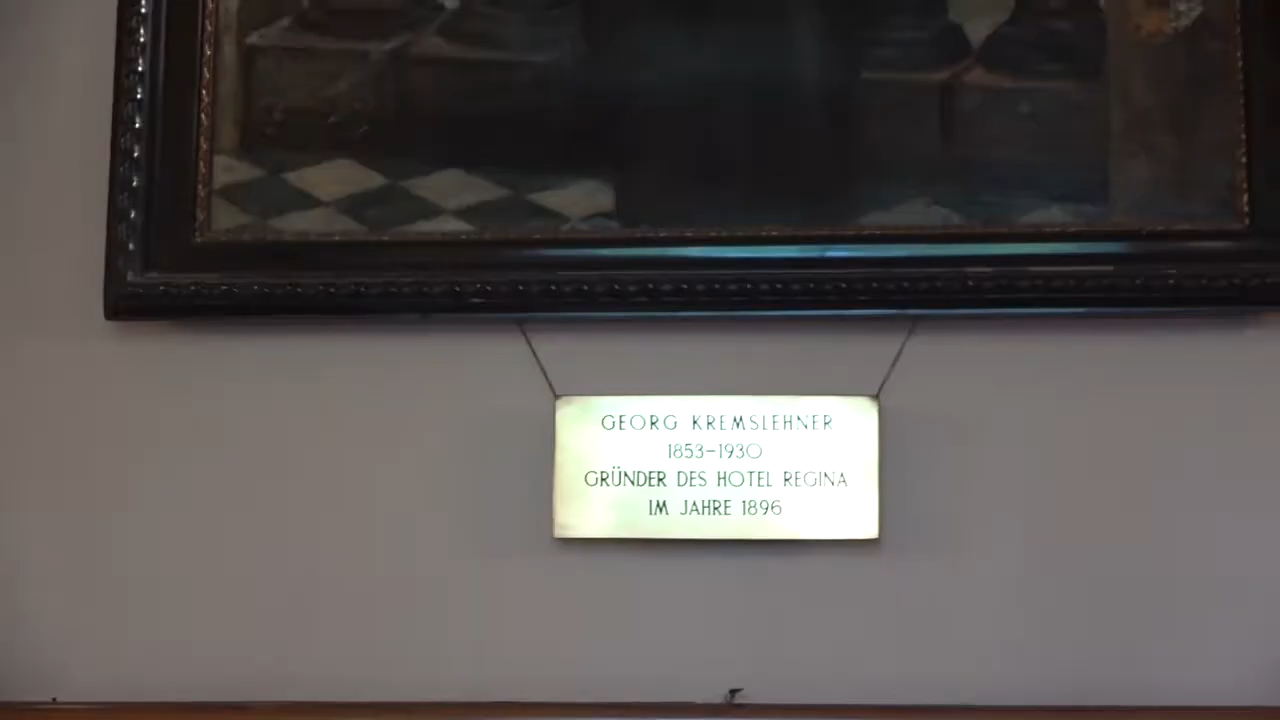 GEORG KREMSLEHNER
1853–1930
GRÜNDER DES HOTEL REGINA
IM JAHRE 1896